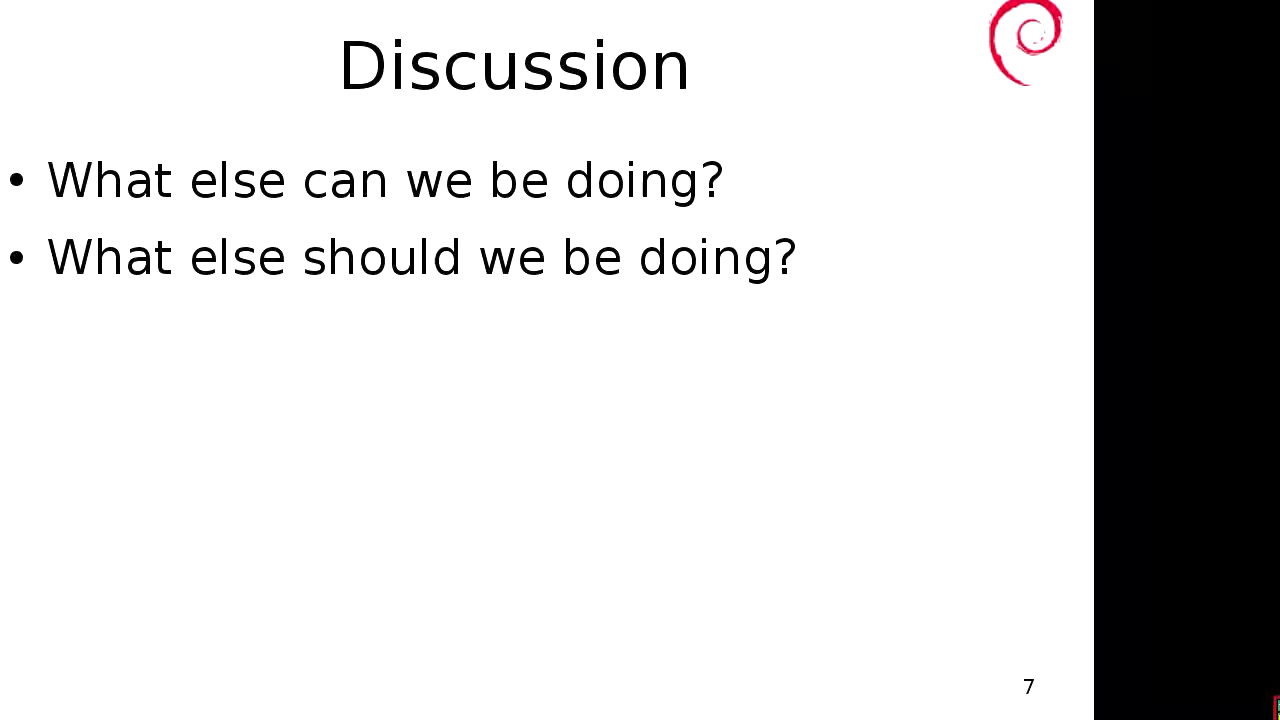 Discussion
• What else can we be doing?
• What else should we be doing?
7